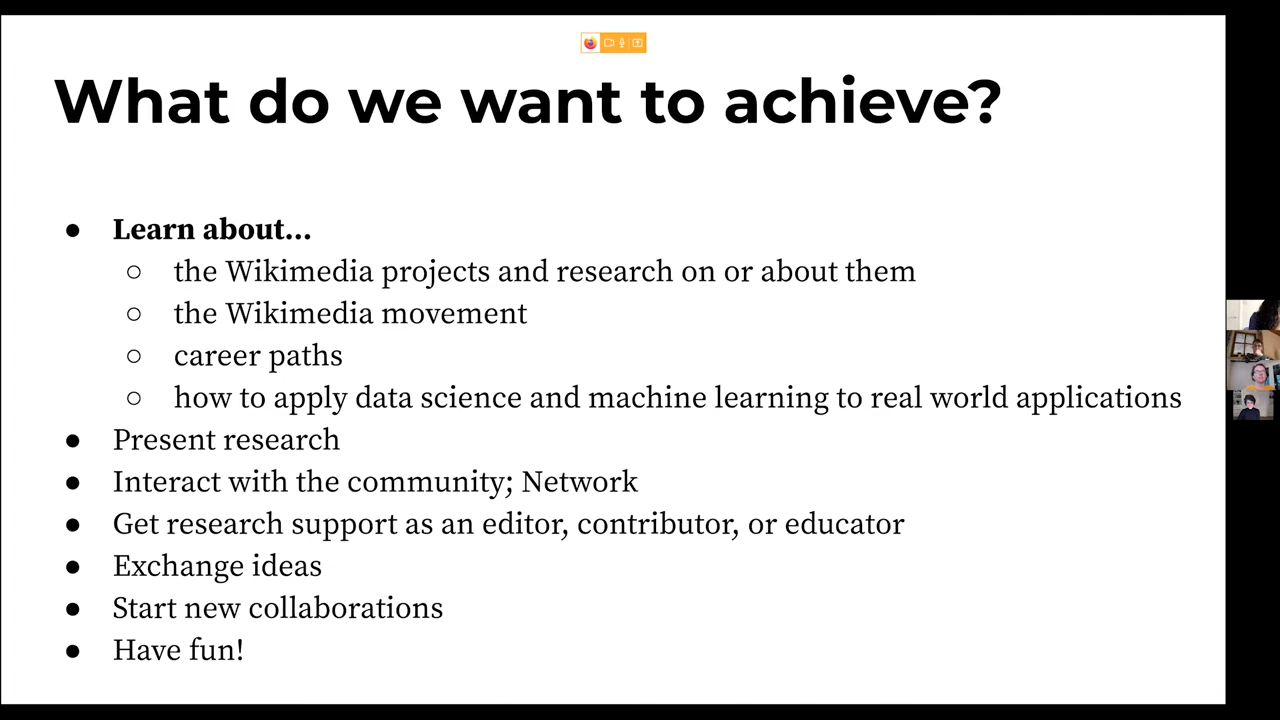 What do we want to achieve?
● Learn about...
○ the Wikimedia projects and research on or about them
○ the Wikimedia movement
○ career paths
○ how to apply data science and machine learning to real world applications
● Present research
● Interact with the community; Network
● Get research support as an editor, contributor, or educator
● Exchange ideas
● Start new collaborations
● Have fun!